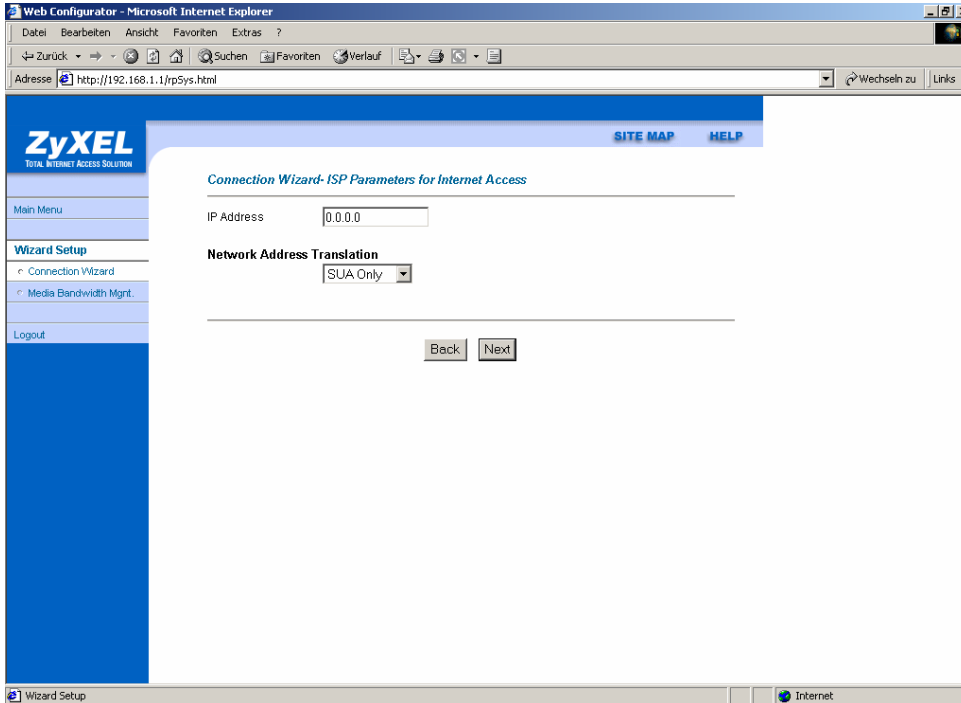 Web Configurator - Microsoft Internet Explorer
Datei Bearbeiten Ansicht Favoriten Extras ?
Zurück Suchen Favoriten Verlauf
Adresse http://192.168.1.1/rpSys.html Wechseln zu Links
ZyXEL
TOTAL INTERNET ACCESS SOLUTION
SITE MAP HELP
Connection Wizard- ISP Parameters for Internet Access
Main Menu
IP Address 0.0.0.0
Wizard Setup
Network Address Translation
Connection Wizard
SUA Only
Media Bandwidth Mgnt.
Logout
Back Next
Wizard Setup Internet